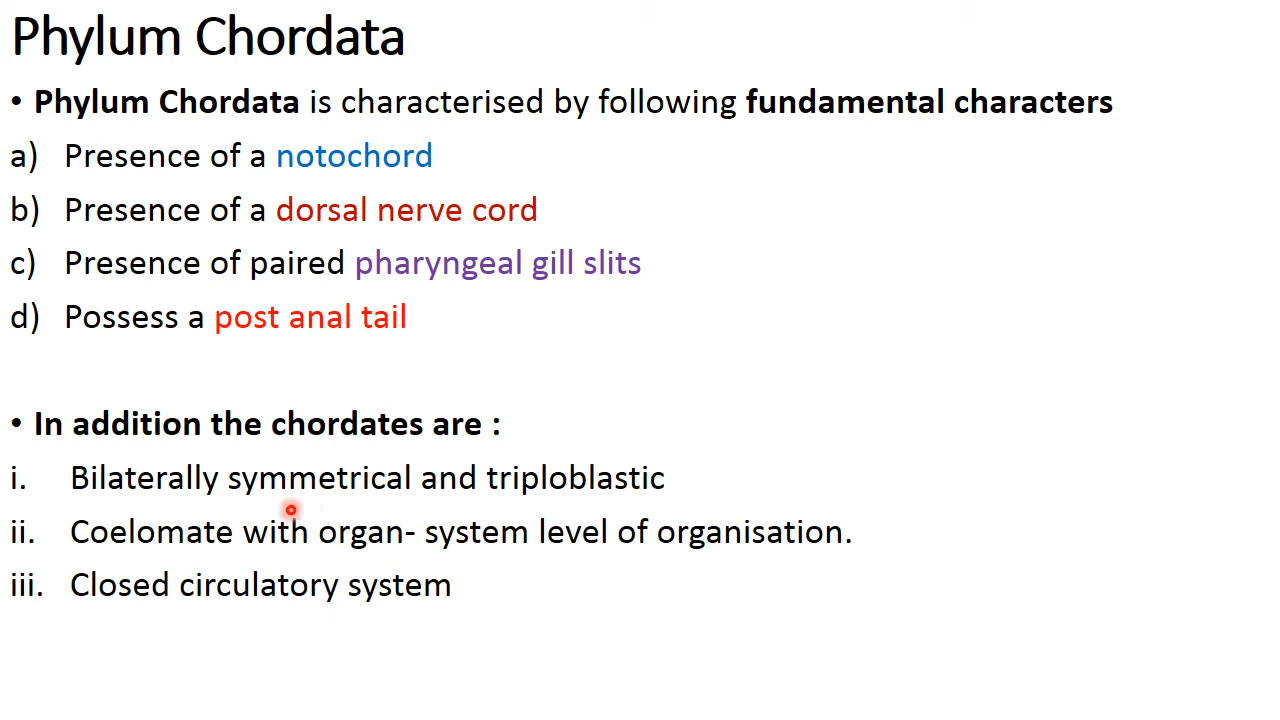 Phylum Chordata
• Phylum Chordata is characterised by following fundamental characters
a) Presence of a notochord
b) Presence of a dorsal nerve cord
c) Presence of paired pharyngeal gill slits
d) Possess a post anal tail
• In addition the chordates are :
i. Bilaterally symmetrical and triploblastic
ii. Coelomate with organ- system level of organisation.
iii. Closed circulatory system